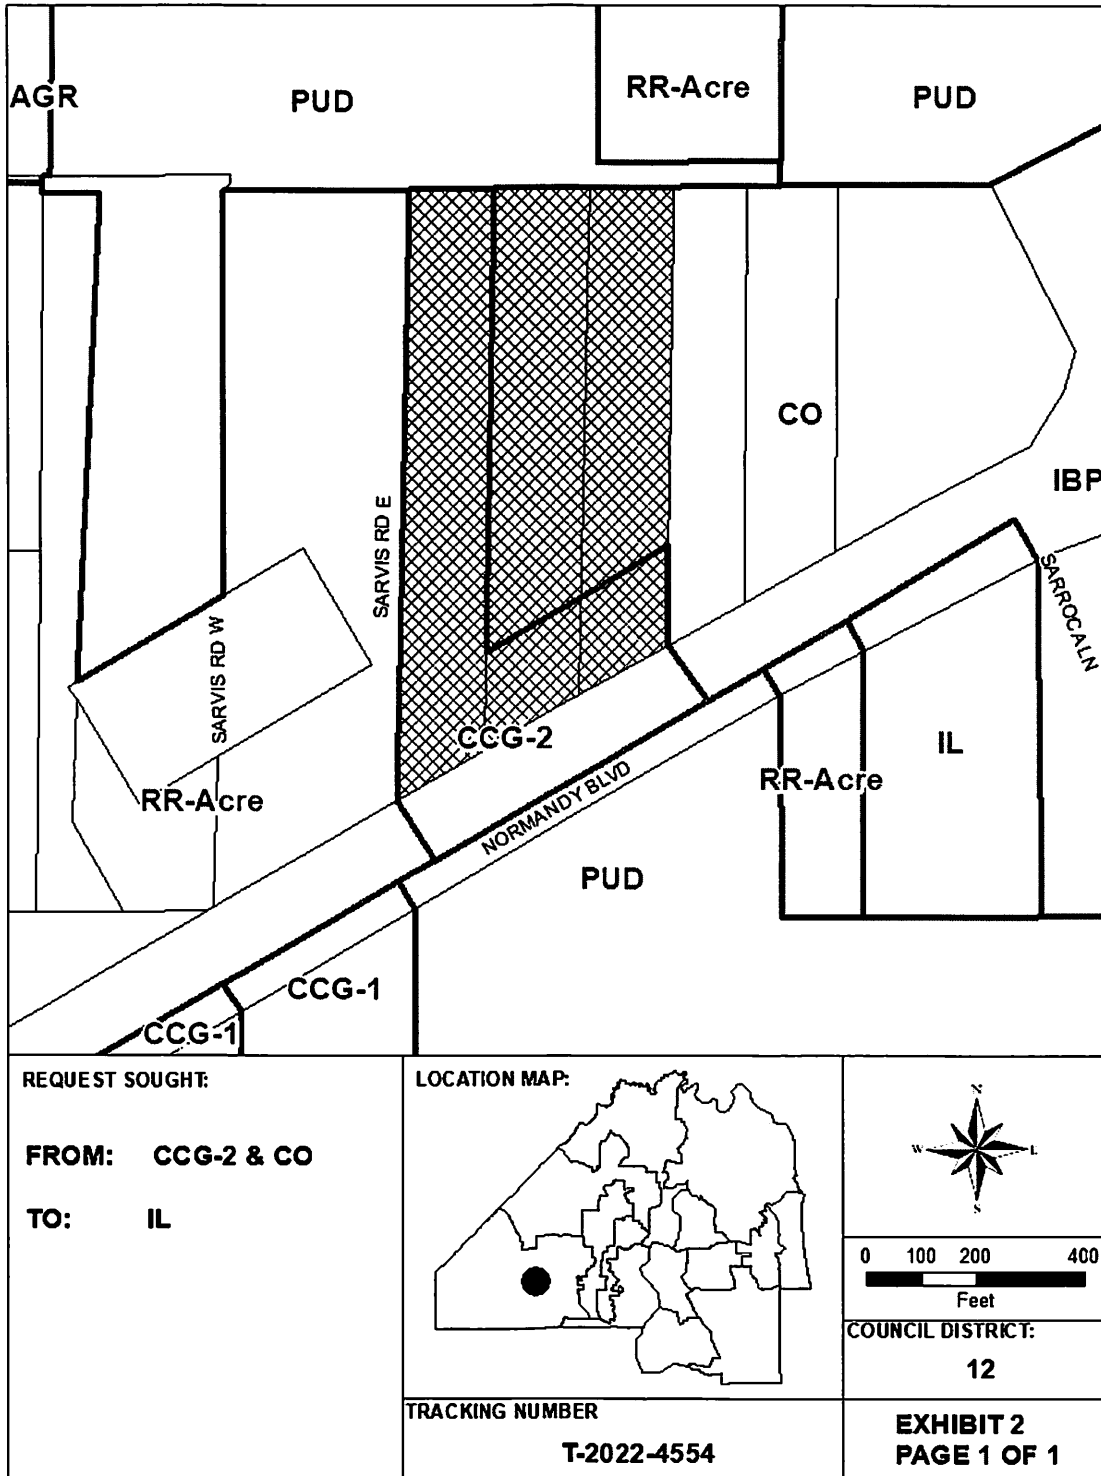 AGR
PUD
RR-Acre
PUD
CO
IBP
SARVIS RD E
SARVIS RD W
SARROCA LN
CCG-2
IL
RR-Acre
RR-Acre
NORMANDY BLVD
PUD
CCG-1
CCG-1
REQUEST SOUGHT:
FROM: CCG-2 & CO
TO: IL
LOCATION MAP:
N
W
S
0 100 200 400
Feet
COUNCIL DISTRICT:
12
TRACKING NUMBER
T-2022-4554
EXHIBIT 2
PAGE 1 OF 1